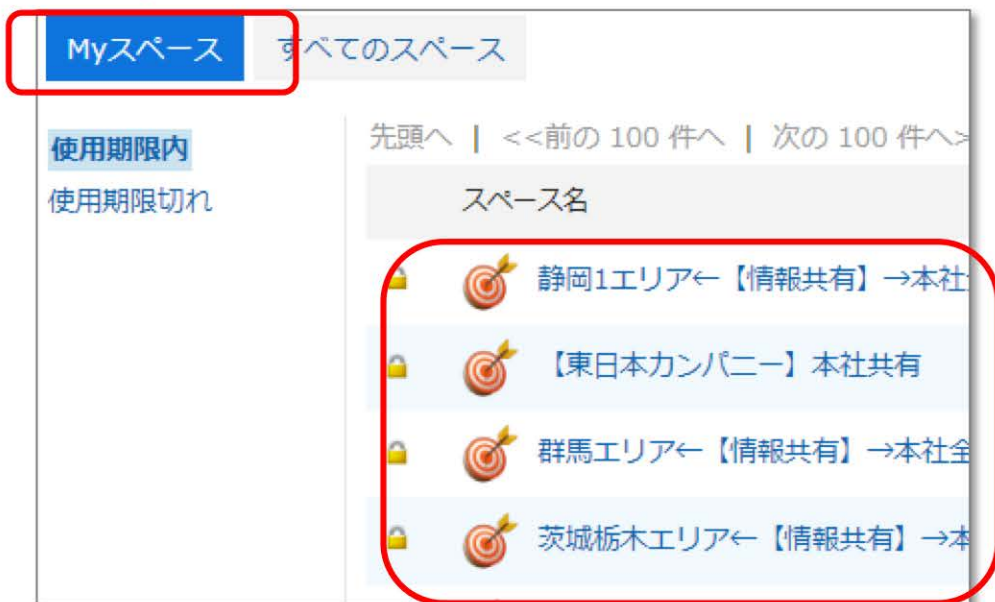 Myスペース すべてのスペース
使用期限内
使用期限切れ
先頭へ | <<前の 100 件へ | 次の 100 件へ>
スペース名
静岡1エリア←【情報共有】→本社
【東日本カンパニー】本社共有
群馬エリア←【情報共有】→本社全
茨城栃木エリア←【情報共有】→本